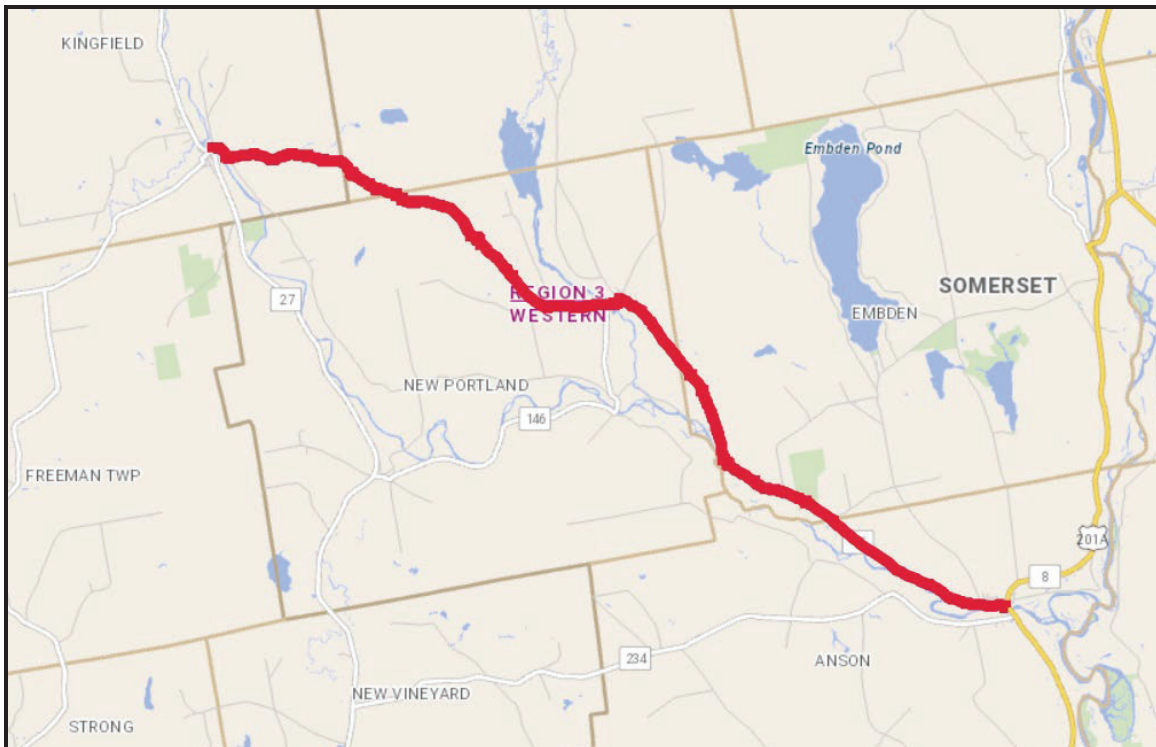 KINGFIELD
Embden Pond
SOMERSET
REGION 3
WESTERN
27
EMBDEN
NEW PORTLAND
146
FREEMAN TWP
201A
8
234
ANSON
NEW VINEYARD
STRONG